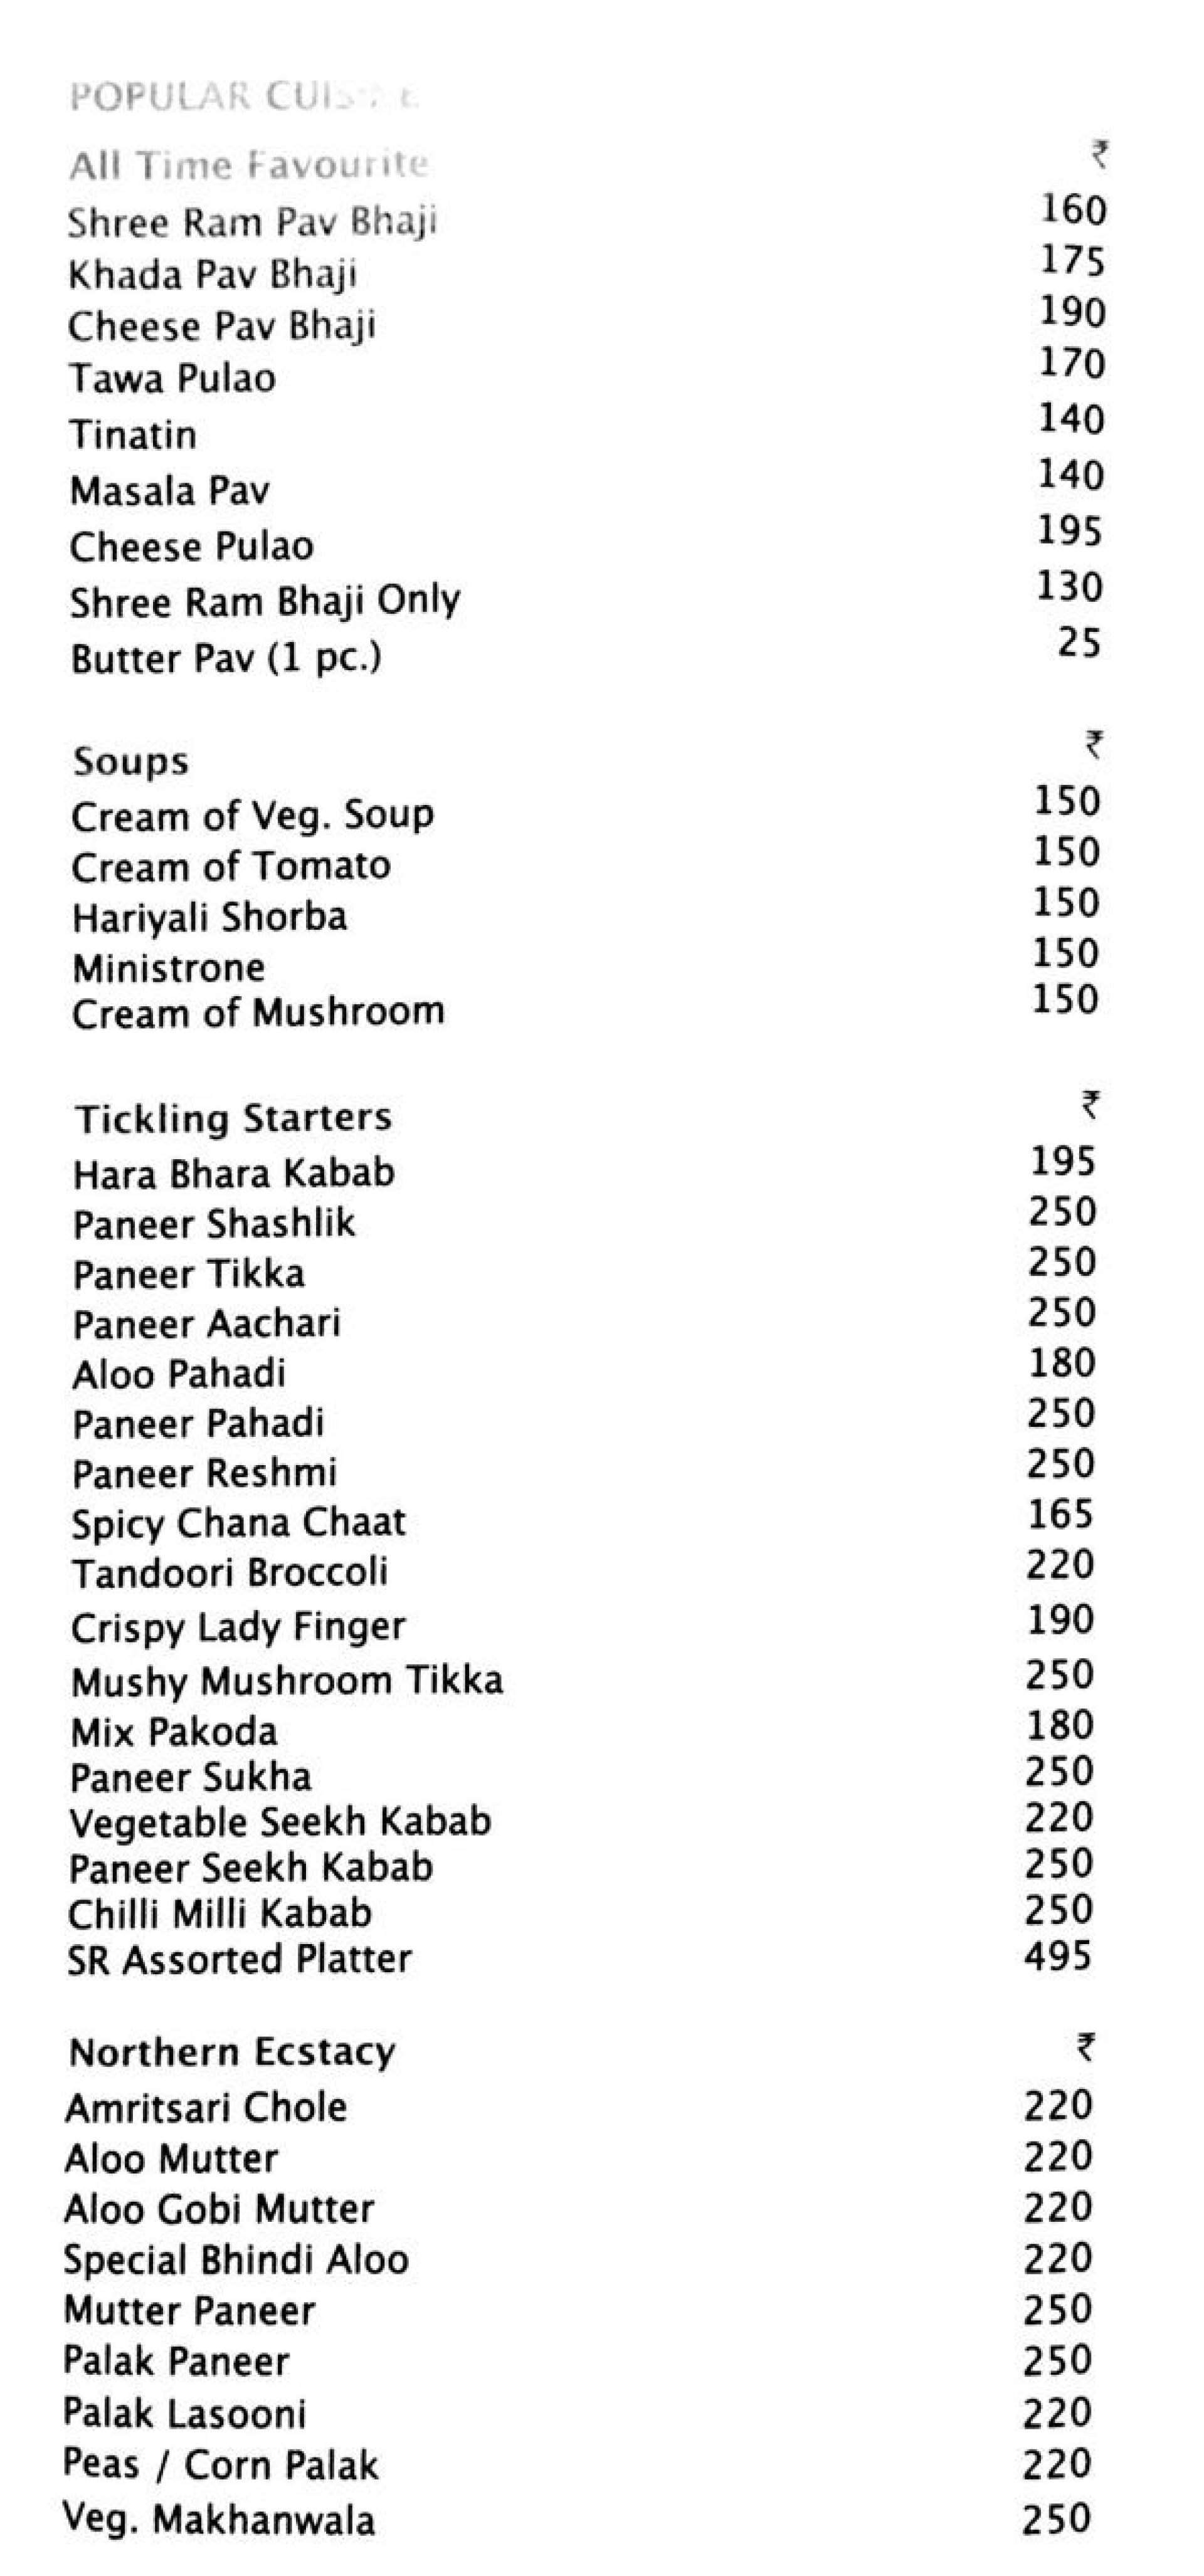 POPULAR CUISINE
All Time Favourite ₹
Shree Ram Pav Bhaji 160
Khada Pav Bhaji 175
Cheese Pav Bhaji 190
Tawa Pulao 170
Tinatin 140
Masala Pav 140
Cheese Pulao 195
Shree Ram Bhaji Only 130
Butter Pav (1 pc.) 25
Soups ₹
Cream of Veg. Soup 150
Cream of Tomato 150
Hariyali Shorba 150
Ministrone 150
Cream of Mushroom 150
Tickling Starters ₹
Hara Bhara Kabab 195
Paneer Shashlik 250
Paneer Tikka 250
Paneer Aachari 250
Aloo Pahadi 180
Paneer Pahadi 250
Paneer Reshmi 250
Spicy Chana Chaat 165
Tandoori Broccoli 220
Crispy Lady Finger 190
Mushy Mushroom Tikka 250
Mix Pakoda 180
Paneer Sukha 250
Vegetable Seekh Kabab 220
Paneer Seekh Kabab 250
Chilli Milli Kabab 250
SR Assorted Platter 495
Northern Ecstacy ₹
Amritsari Chole 220
Aloo Mutter 220
Aloo Gobi Mutter 220
Special Bhindi Aloo 220
Mutter Paneer 250
Palak Paneer 250
Palak Lasooni 220
Peas / Corn Palak 220
Veg. Makhanwala 250